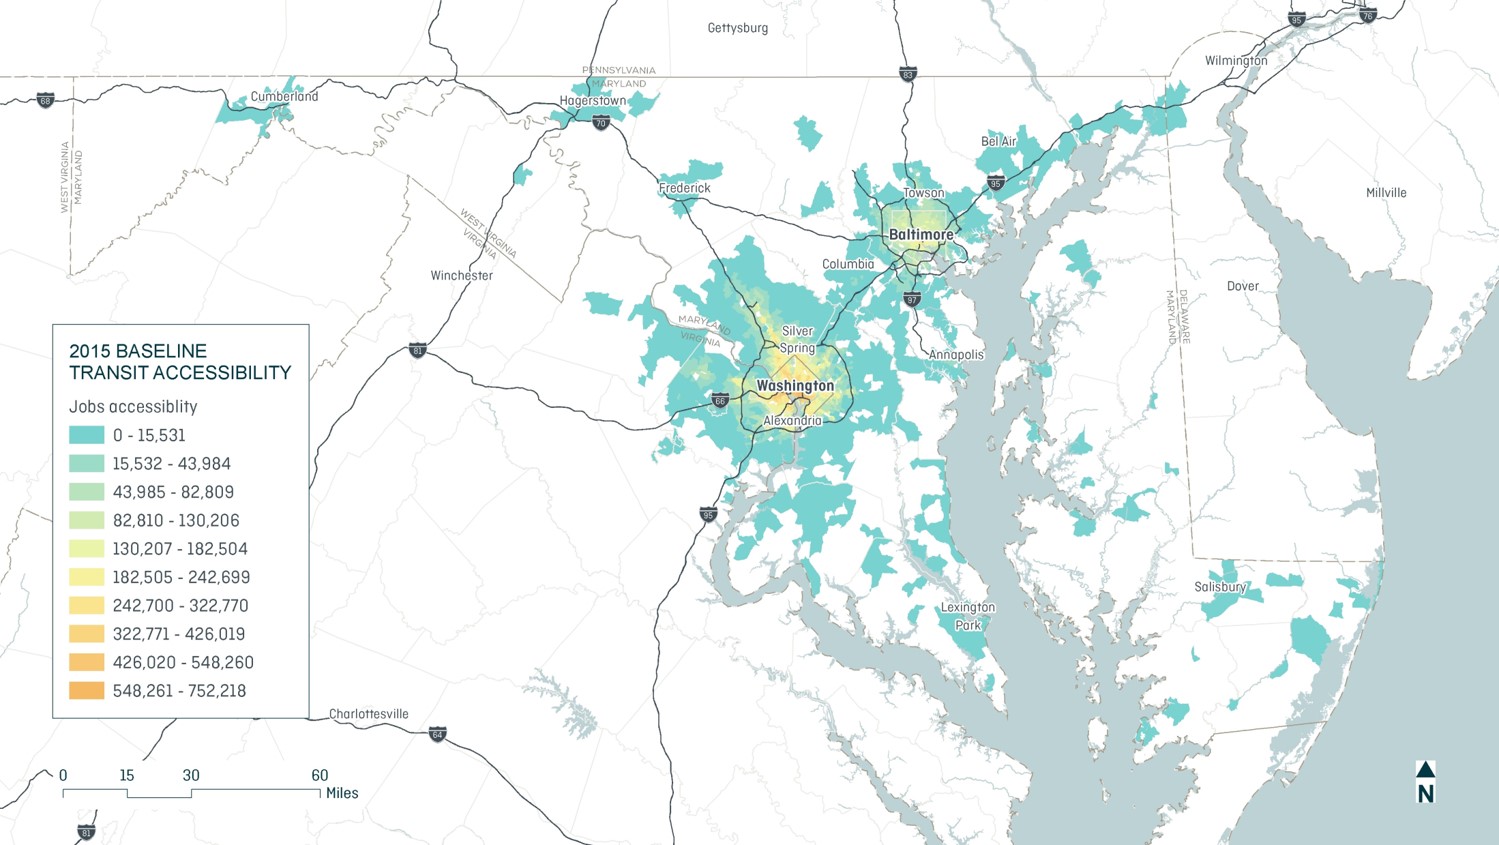 Gettysburg
95
76
Wilmington
PENNSYLVANIA
MARYLAND
83
68
Cumberland
Hagerstown
70
Bel Air
WEST VIRGINIA
MARYLAND
Frederick
95
Towson
Millville
WEST VIRGINIA
VIRGINIA
Baltimore
Winchester
Columbia
Dover
97
DELAWARE
MARYLAND
MARYLAND
VIRGINIA
Silver
Spring
81
Annapolis
Washington
66
Alexandria
95
Salisbury
Lexington
Park
Charlottesville
64
81
2015 BASELINE
TRANSIT ACCESSIBILITY
Jobs accessiblity
0 - 15,531
15,532 - 43,984
43,985 - 82,809
82,810 - 130,206
130,207 - 182,504
182,505 - 242,699
242,700 - 322,770
322,771 - 426,019
426,020 - 548,260
548,261 - 752,218
0 15 30 60
Miles
N